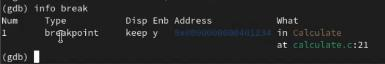 (gdb) info break
Num Type Disp Enb Address What
1 breakpoint keep y 0x0000000000401234 in Calculate
at calculate.c:21
(gdb)